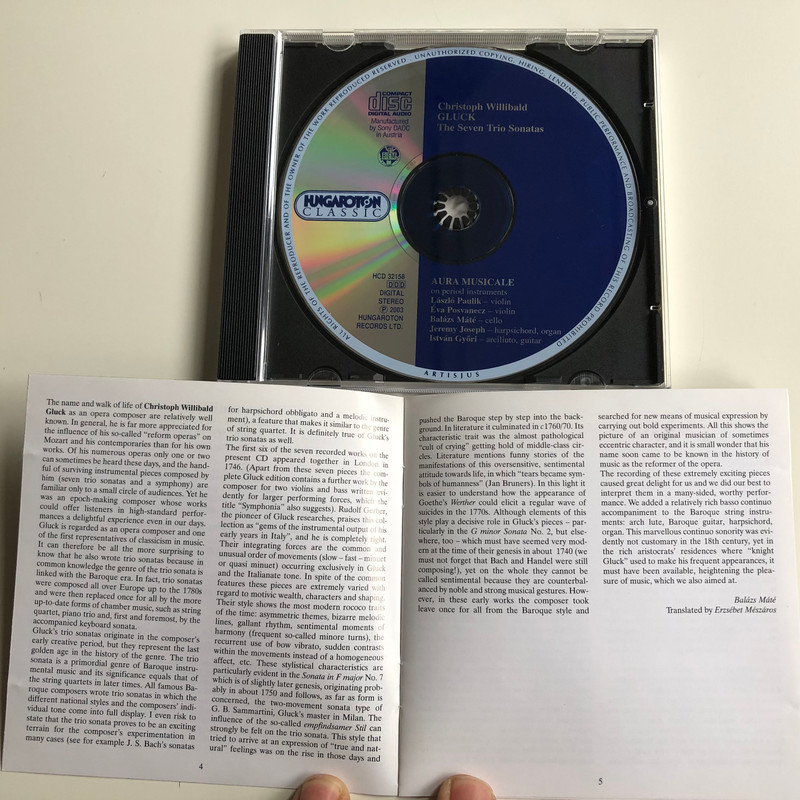 ALL RIGHTS OF THE REPRODUCER AND OF THE OWNER OF THE WORK REPRODUCED RESERVED UNAUTHORIZED COPYING, HIRING, LENDING, PUBLIC PERFORMANCE AND BROADCASTING OF THIS RECORD PROHIBITED
COMPACT
disc
DIGITAL AUDIO
Manufactured
by Sony DADC
in Austria
BIEM
HUNGAROTON
CLASSIC
HCD 32158
DDD
DIGITAL
STEREO
Ⓟ 2003
HUNGAROTON
RECORDS LTD.
Christoph Willibald
GLUCK
The Seven Trio Sonatas
AURA MUSICALE
on period instruments
László Paulik – violin
Éva Posvanecz – violin
Balázs Máté – cello
Jeremy Joseph – harpsichord, organ
István Győri – arciliuto, guitar
ARTISJUS
The name and walk of life of Christoph Willibald
Gluck as an opera composer are relatively well
known. In general, he is far more appreciated for
the influence of his so-called “reform operas” on
Mozart and his contemporaries than for his own
works. Of his numerous operas only one or two
can sometimes be heard these days, and the hand-
ful of surviving instrumental pieces composed by
him (seven trio sonatas and a symphony) are
familiar only to a small circle of audiences. Yet he
was an epoch-making composer whose works
could offer listeners in high-standard perfor-
mances a delightful experience even in our days.
Gluck is regarded as an opera composer and one
of the first representatives of classicism in music.
It can therefore be all the more surprising to
know that he also wrote trio sonatas because in
common knowledge the genre of the trio sonata is
linked with the Baroque era. In fact, trio sonatas
were composed all over Europe up to the 1780s
and were then replaced once for all by the more
up-to-date forms of chamber music, such as string
quartet, piano trio and, first and foremost, by the
accompanied keyboard sonata.
Gluck's trio sonatas originate in the composer's
early creative period, but they represent the last
golden age in the history of the genre. The trio
sonata is a primordial genre of Baroque instru-
mental music and its significance equals that of
the string quartets in later times. All famous Ba-
roque composers wrote trio sonatas in which the
different national styles and the composers' indi-
vidual tone come into full display. I even risk to
state that the trio sonata proves to be an exciting
terrain for the composer's experimentation in
many cases (see for example J. S. Bach's sonatas
4
for harpsichord obbligato and a melodic instru-
ment), a feature that makes it similar to the genre
of string quartet. It is definitely true of Gluck's
trio sonatas as well.
The first six of the seven works recorded on the
present CD appeared together in London in
1746. (Apart from these seven pieces the com-
plete Gluck edition contains a further work by the
composer for two violins and bass written evi-
dently for larger performing forces, which the
title “Symphonia” also suggests). Rudolf Gerber,
the pioneer of Gluck researches, praises this col-
lection as “gems of the instrumental output of his
early years in Italy”, and he is completely right.
Their integrating forces are the common and
unusual order of movements (slow – fast – minuet
or quasi minuet) occurring exclusively in Gluck
and the Italianate tone. In spite of the common
features these pieces are extremely varied with
regard to motivic wealth, characters and shaping.
Their style shows the most modern rococo traits
of the time: asymmetric themes, bizarre melodic
lines, gallant rhythm, sentimental moments of
harmony (frequent so-called minore turns), the
recurrent use of bow vibrato, sudden contrasts
within the movements instead of a homogeneous
affect, etc. These stylistical characteristics are
particularly evident in the Sonata in F major No. 7
which is of slightly later genesis, originating prob-
ably in about 1750 and follows, as far as form is
concerned, the two-movement sonata type of
G. B. Sammartini, Gluck's master in Milan. The
influence of the so-called empfindsamer Stil can
strongly be felt on the trio sonata. This style that
tried to arrive at an expression of “true and nat-
ural” feelings was on the rise in those days and
pushed the Baroque step by step into the back-
ground. In literature it culminated in c1760/70. Its
characteristic trait was the almost pathological
“cult of crying” getting hold of middle-class cir-
cles. Literature mentions funny stories of the
manifestations of this oversensitive, sentimental
attitude towards life, in which “tears became sym-
bols of humanness” (Jan Bruners). In this light it
is easier to understand how the appearance of
Goethe's Werther could elicit a regular wave of
suicides in the 1770s. Although elements of this
style play a decisive role in Gluck's pieces – par-
ticularly in the G minor Sonata No. 2, but else-
where, too – which must have seemed very mod-
ern at the time of their genesis in about 1740 (we
must not forget that Bach and Handel were still
composing!), yet on the whole they cannot be
called sentimental because they are counterbal-
anced by noble and strong musical gestures. How-
ever, in these early works the composer took
leave once for all from the Baroque style and
searched for new means of musical expression by
carrying out bold experiments. All this shows the
picture of an original musician of sometimes
eccentric character, and it is small wonder that his
name soon came to be known in the history of
music as the reformer of the opera.
The recording of these extremely exciting pieces
caused great delight for us and we did our best to
interpret them in a many-sided, worthy perfor-
mance. We added a relatively rich basso continuo
accompaniment to the Baroque string instru-
ments: arch lute, Baroque guitar, harpsichord,
organ. This marvellous continuo sonority was evi-
dently not customary in the 18th century, yet in
the rich aristocrats' residences where “knight
Gluck” used to make his frequent appearances, it
must have been available, heightening the plea-
sure of music, which we also aimed at.
Balázs Máté
Translated by Erzsébet Mészáros
5